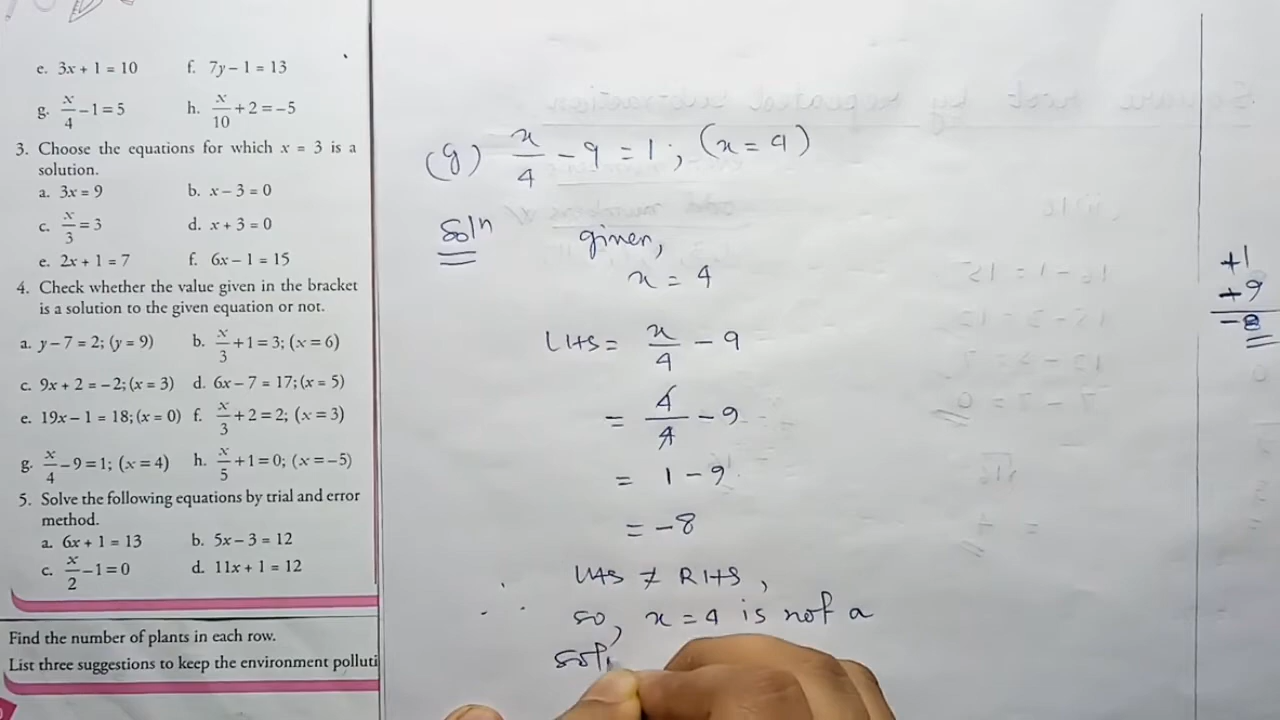 e. 3x + 1 = 10 f. 7y – 1 = 13
g. x/4 – 1 = 5 h. x/10 + 2 = –5
3. Choose the equations for which x = 3 is a
solution.
a. 3x = 9 b. x – 3 = 0
c. x/3 = 3 d. x + 3 = 0
e. 2x + 1 = 7 f. 6x – 1 = 15
4. Check whether the value given in the bracket
is a solution to the given equation or not.
a. y – 7 = 2; (y = 9) b. x/3 + 1 = 3; (x = 6)
c. 9x + 2 = –2; (x = 3) d. 6x – 7 = 17; (x = 5)
e. 19x – 1 = 18; (x = 0) f. x/3 + 2 = 2; (x = 3)
g. x/4 – 9 = 1; (x = 4) h. x/5 + 1 = 0; (x = –5)
5. Solve the following equations by trial and error
method.
a. 6x + 1 = 13 b. 5x – 3 = 12
c. x/2 – 1 = 0 d. 11x + 1 = 12
Find the number of plants in each row.
List three suggestions to keep the environment polluti
(g) x/4 – 9 = 1; (x = 4)
Soln given,
x = 4
LHS = x/4 – 9
= 4/4 – 9
= 1 – 9
= –8
∴ LHS ≠ RHS,
so, x = 4 is not a
+1
+9
–8